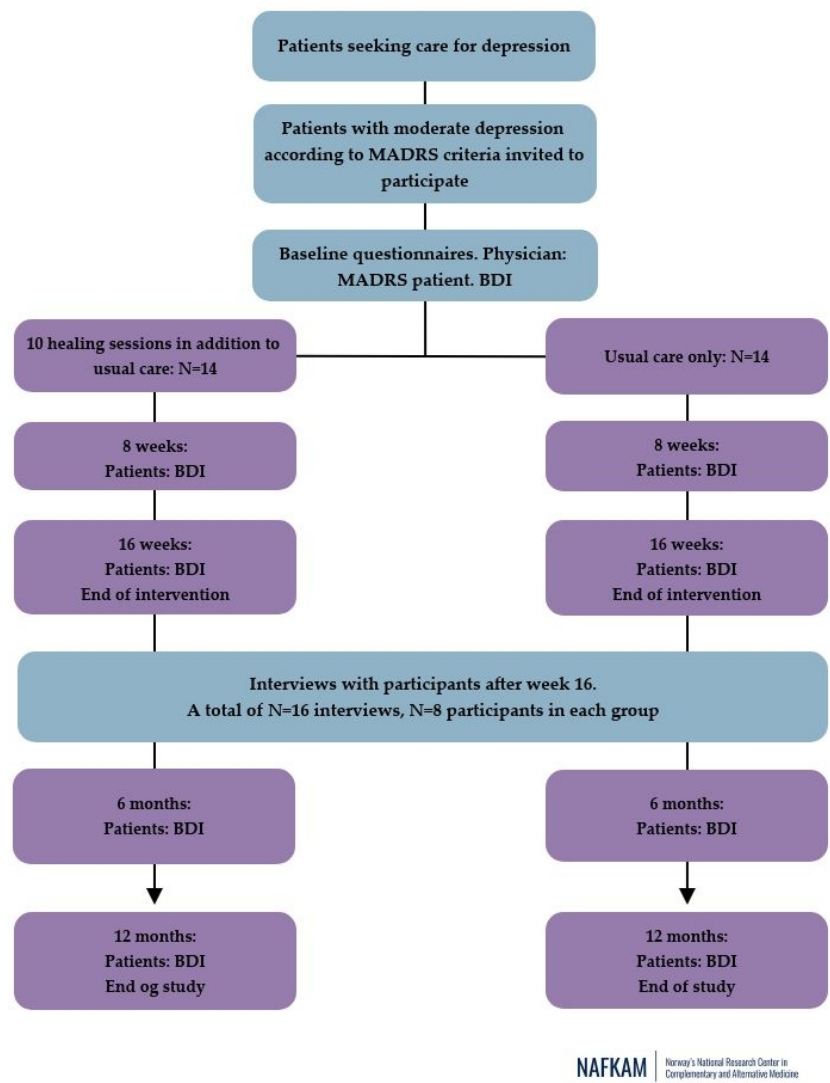 Patients seeking care for depression
Patients with moderate depression
according to MADRS criteria invited to
participate
Baseline questionnaires. Physician:
MADRS patient. BDI
10 healing sessions in addition to
usual care: N=14
Usual care only: N=14
8 weeks:
Patients: BDI
8 weeks:
Patients: BDI
16 weeks:
Patients: BDI
End of intervention
16 weeks:
Patients: BDI
End of intervention
Interviews with participants after week 16.
A total of N=16 interviews, N=8 participants in each group
6 months:
Patients: BDI
6 months:
Patients: BDI
12 months:
Patients: BDI
End og study
12 months:
Patients: BDI
End of study
NAFKAM
Norway's National Research Center in
Complementary and Alternative Medicine